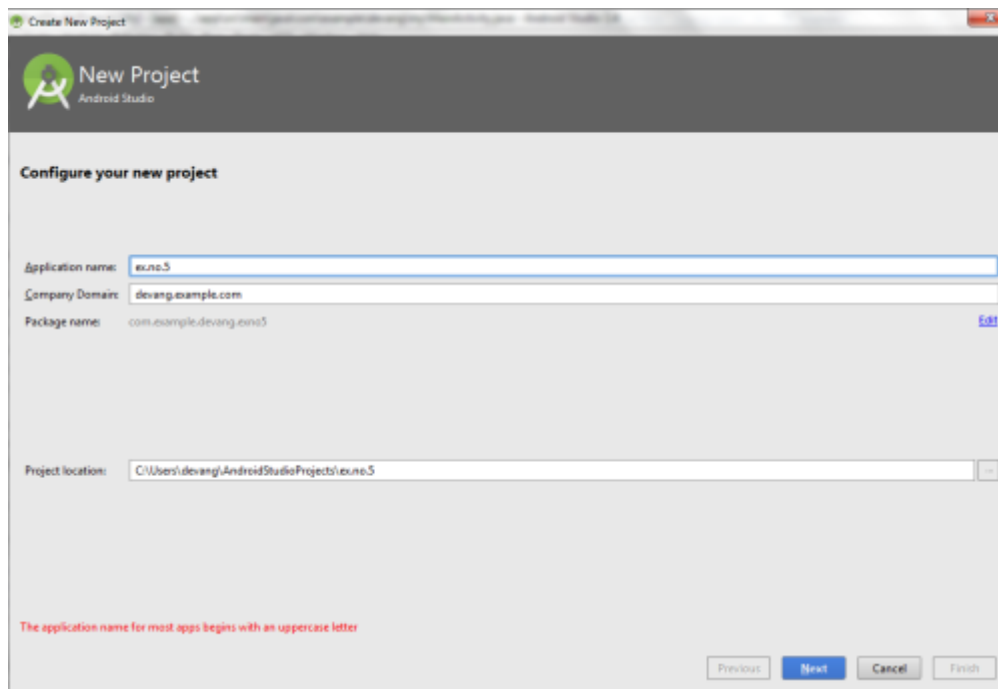 Create New Project
New Project
Android Studio
Configure your new project
Application name: ex.no.5
Company Domain: devang.example.com
Package name: com.example.devang.exno5
Edit
Project location: C:\Users\devang\AndroidStudioProjects\ex.no.5
...
The application name for most apps begins with an uppercase letter
Previous Next Cancel Finish